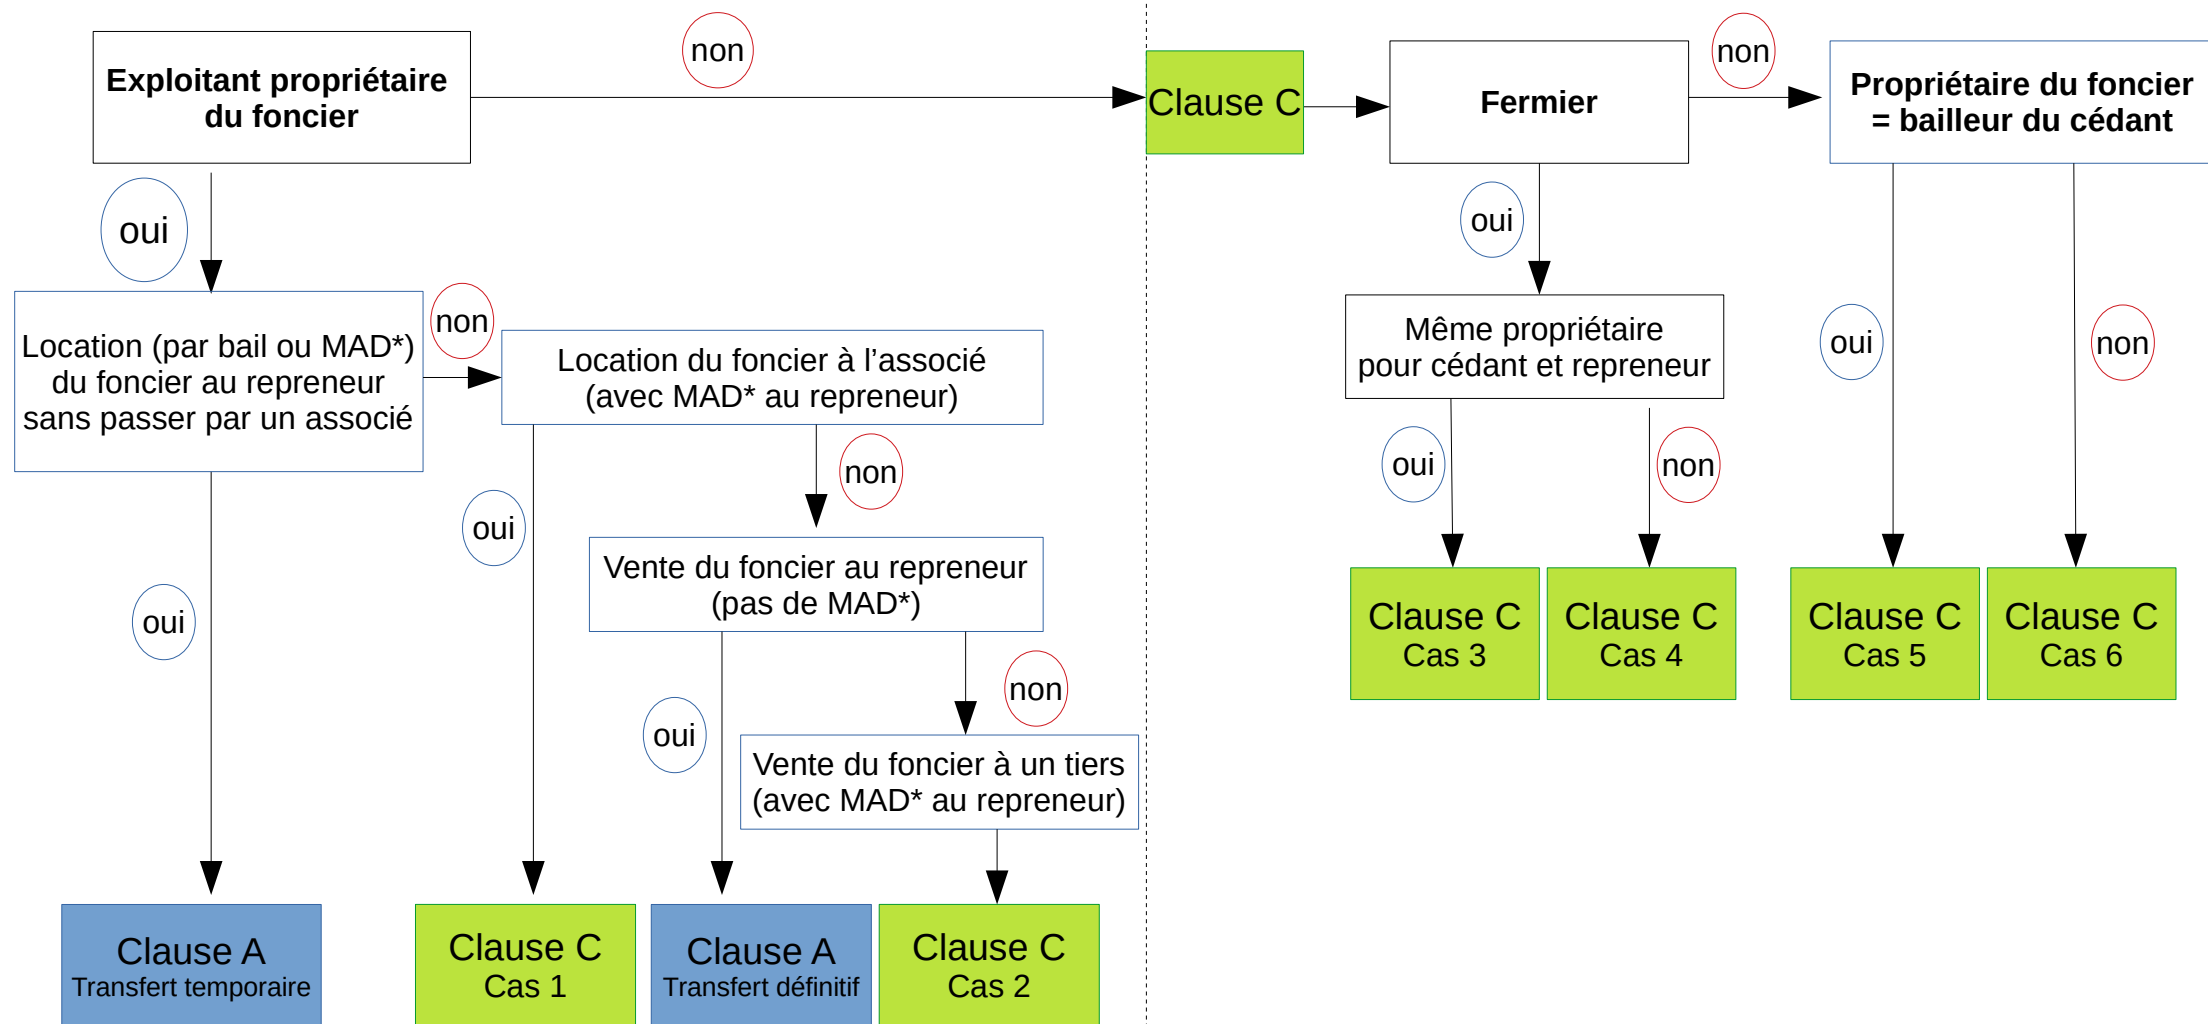 Exploitant propriétaire
du foncier
non
Clause C
Fermier
non
Propriétaire du foncier
= bailleur du cédant
oui
Location (par bail ou MAD*)
du foncier au repreneur
sans passer par un associé
non
Location du foncier à l’associé
(avec MAD* au repreneur)
oui
non
Vente du foncier au repreneur
(pas de MAD*)
oui
oui
non
Vente du foncier à un tiers
(avec MAD* au repreneur)
Clause A
Transfert temporaire
Clause C
Cas 1
Clause A
Transfert définitif
Clause C
Cas 2
oui
Même propriétaire
pour cédant et repreneur
oui
non
oui
non
Clause C
Cas 3
Clause C
Cas 4
Clause C
Cas 5
Clause C
Cas 6